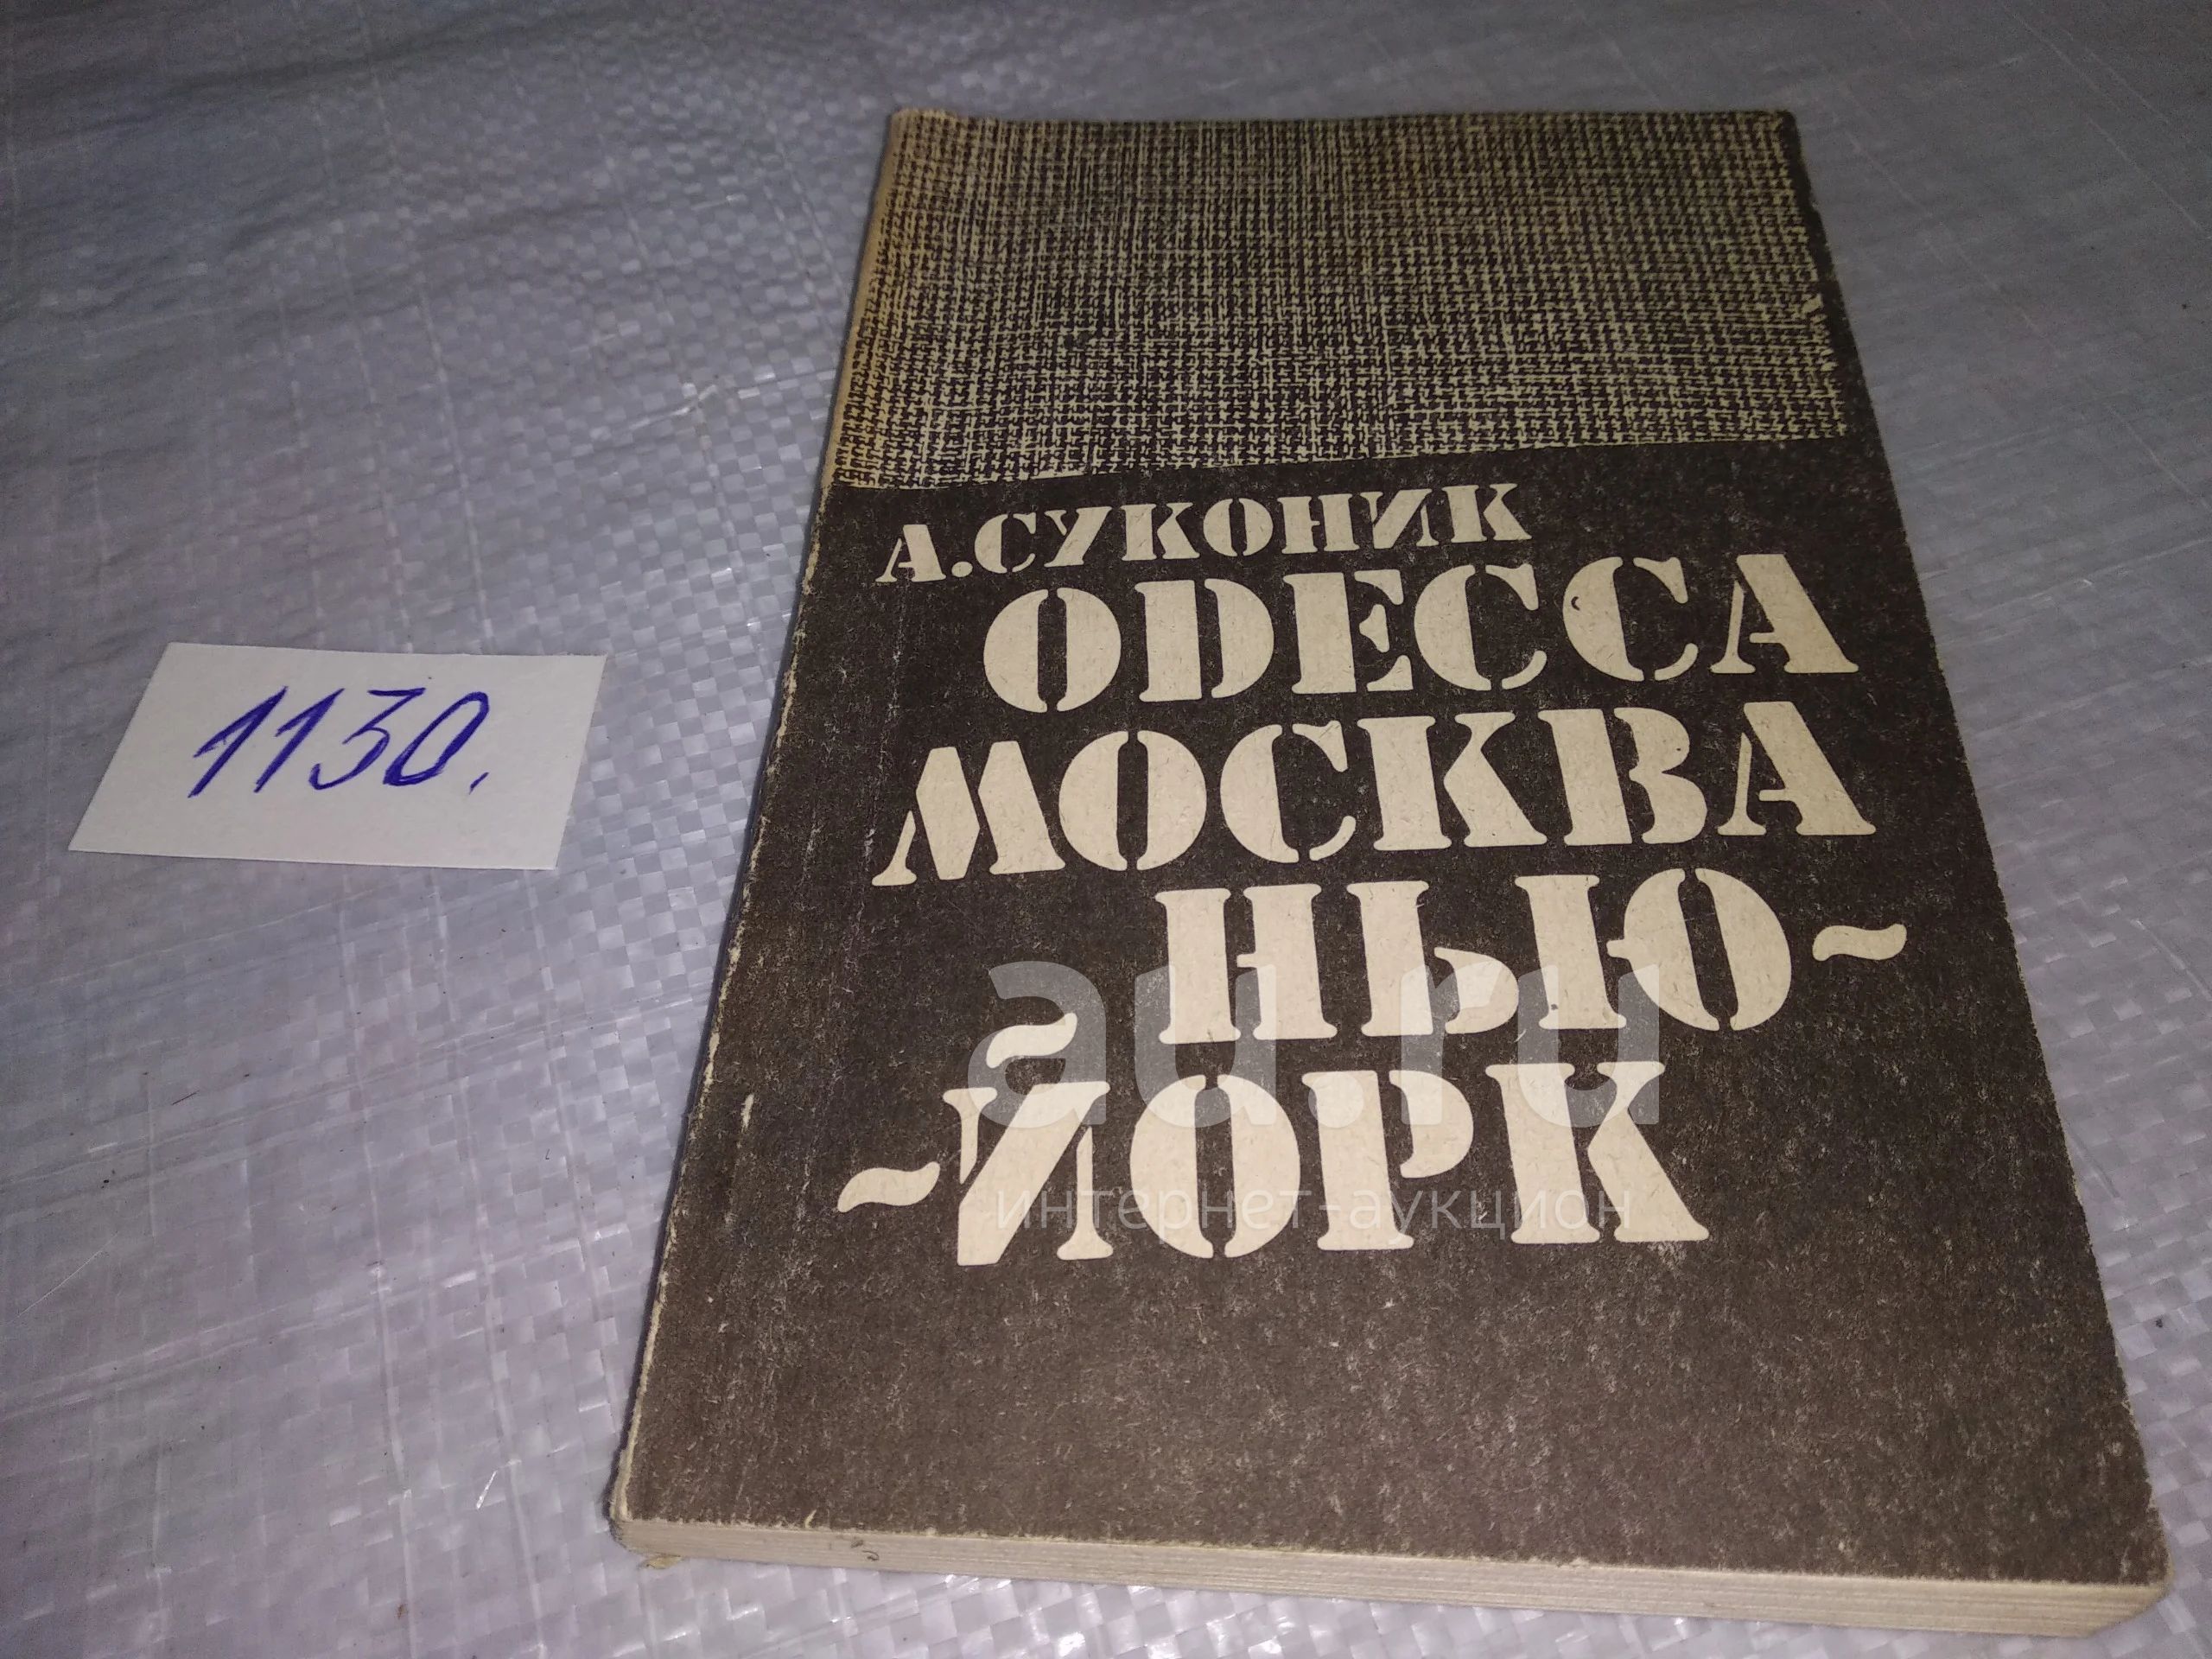 1130.
А.СУКОНИК
ОДЕССА
МОСКВА
НЬЮ-
-ЙОРК
au.ru
интернет-аукцион